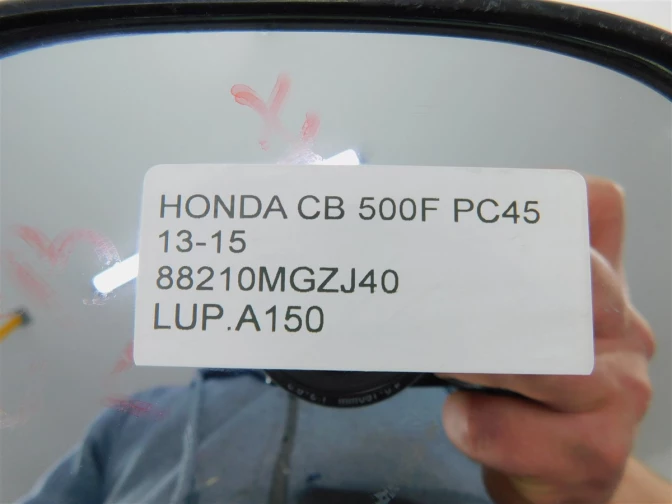 HONDA CB 500F PC45
13-15
88210MGZJ40
LUP.A150